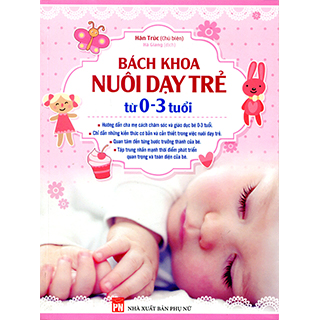 Hân Trúc (Chủ biên)
Hà Giang (dịch)
BÁCH KHOA
NUÔI DẠY TRẺ
từ 0-3 tuổi
Hướng dẫn cha mẹ cách chăm sóc và giáo dục bé 0-3 tuổi.
Chỉ dẫn những kiến thức cơ bản và cần thiết trong việc nuôi dạy trẻ.
Quan tâm đến từng bước trưởng thành của bé.
Tập trung nhấn mạnh thời điểm phát triển
quan trọng và toàn diện của bé.
PN NHÀ XUẤT BẢN PHỤ NỮ